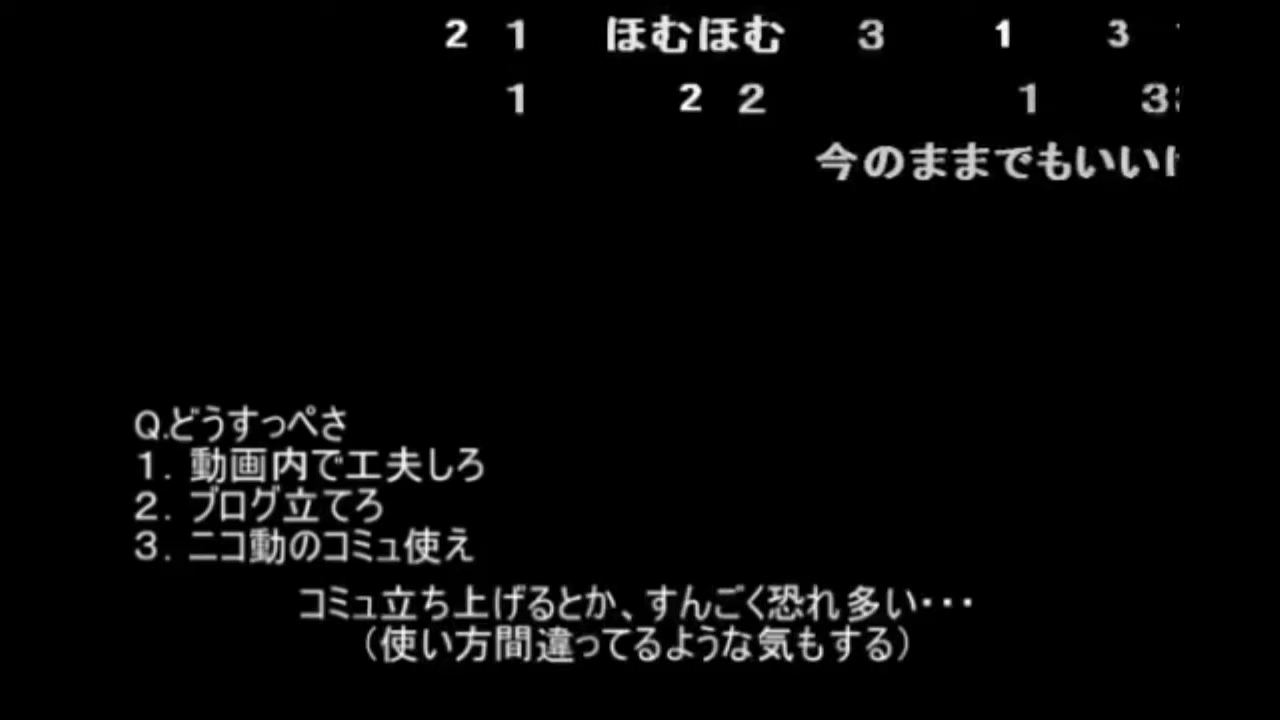 2 1 ほむほむ 3 1 3
1 2 2 1 3
今のままでもいい
Q.どうすっぺさ
1. 動画内で工夫しろ
2. ブログ立てろ
3. ニコ動のコミュ使え
コミュ立ち上げるとか、すんごく恐れ多い・・・
（使い方間違ってるような気もする）